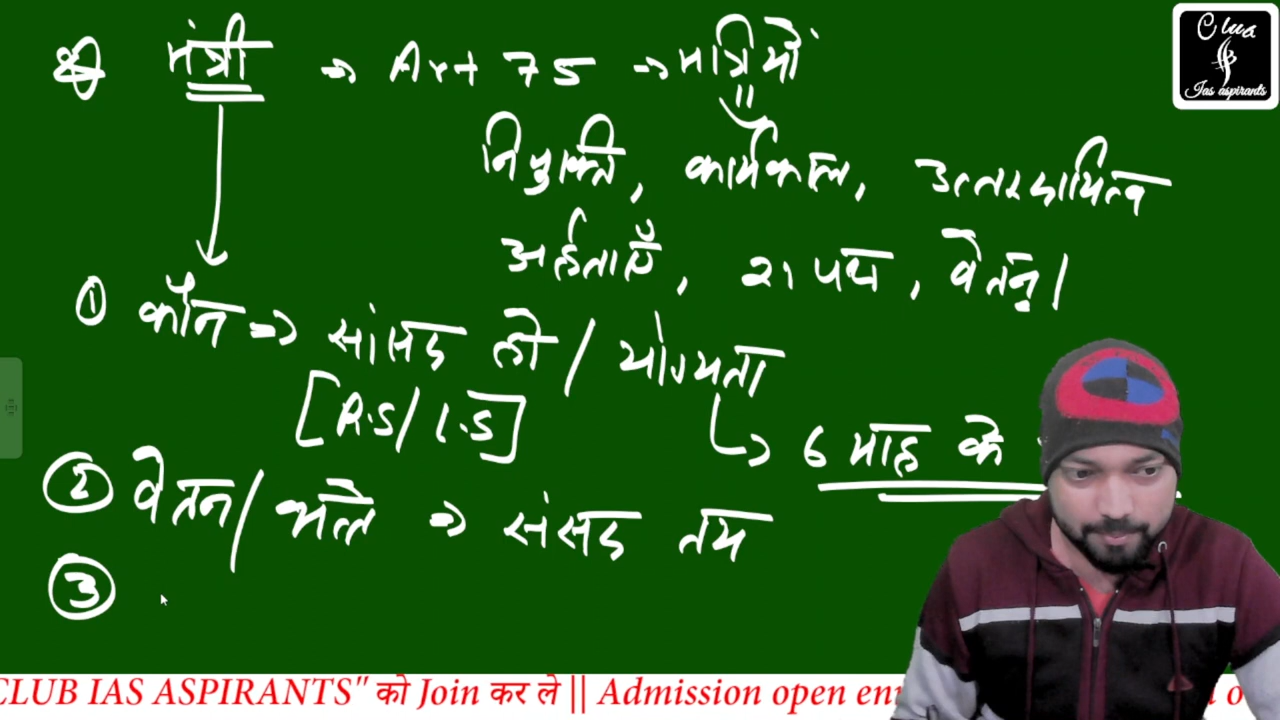 मंत्री ⇒ Art 75 → मंत्रियों
नियुक्ति, कार्यकाल, उत्तरदायित्व
अर्हताएँ, शपथ, वेतन।
① कौन ⇒ सांसद हो / योग्यता
[R.S/L.S]
↳ 6 माह के
② वेतन/भत्ते ⇒ संसद तय
③
Clua
Ias aspirants
CLUB IAS ASPIRANTS" को Join कर ले || Admission open